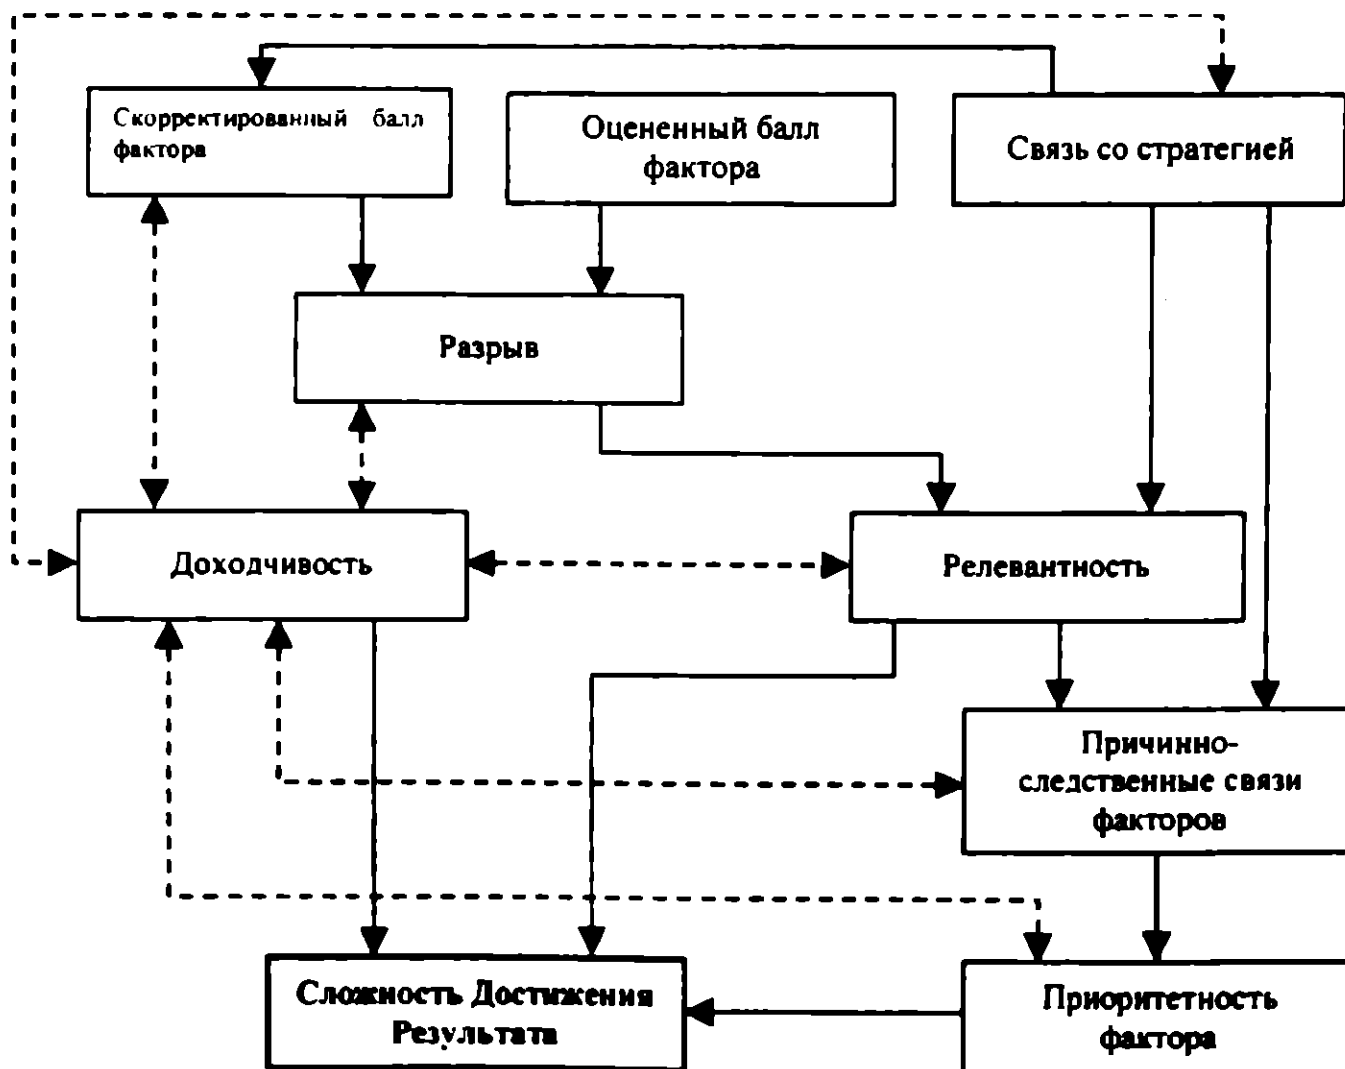 Скорректированный балл
фактора
Оцененный балл
фактора
Связь со стратегией
Разрыв
Доходчивость
Релевантность
Причинно-
следственные связи
факторов
Сложность Достижения
Результата
Приоритетность
фактора